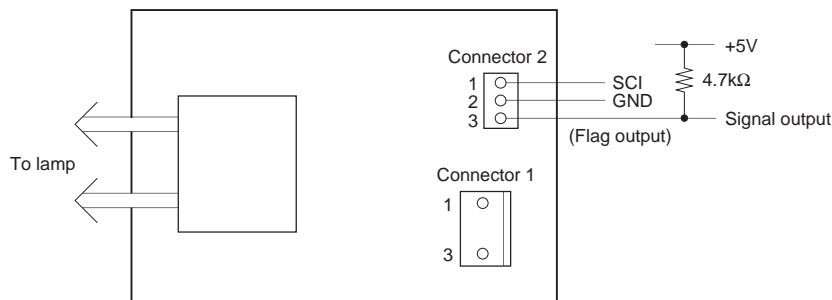 Connector 2
+5V
1
SCI
4.7kΩ
2
GND
3
(Flag output)
Signal output
To lamp
Connector 1
1
3